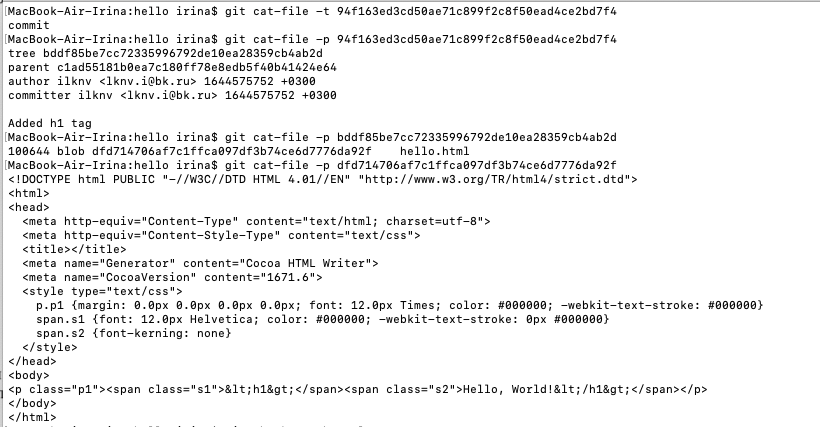 [MacBook-Air-Irina:hello irina$ git cat-file -t 94f163ed3cd50ae71c899f2c8f50ead4ce2bd7f4
commit
[MacBook-Air-Irina:hello irina$ git cat-file -p 94f163ed3cd50ae71c899f2c8f50ead4ce2bd7f4
tree bddf85be7cc72335996792de10ea28359cb4ab2d
parent c1ad55181b0ea7c180ff78e8edb5f40b41424e64
author ilknv <lknv.i@bk.ru> 1644575752 +0300
committer ilknv <lknv.i@bk.ru> 1644575752 +0300
Added h1 tag
[MacBook-Air-Irina:hello irina$ git cat-file -p bddf85be7cc72335996792de10ea28359cb4ab2d
100644 blob dfd714706af7c1ffca097df3b74ce6d7776da92f    hello.html
[MacBook-Air-Irina:hello irina$ git cat-file -p dfd714706af7c1ffca097df3b74ce6d7776da92f
<!DOCTYPE html PUBLIC "-//W3C//DTD HTML 4.01//EN" "http://www.w3.org/TR/html4/strict.dtd">
<html>
<head>
  <meta http-equiv="Content-Type" content="text/html; charset=utf-8">
  <meta http-equiv="Content-Style-Type" content="text/css">
  <title></title>
  <meta name="Generator" content="Cocoa HTML Writer">
  <meta name="CocoaVersion" content="1671.6">
  <style type="text/css">
    p.p1 {margin: 0.0px 0.0px 0.0px 0.0px; font: 12.0px Times; color: #000000; -webkit-text-stroke: #000000}
    span.s1 {font: 12.0px Helvetica; color: #000000; -webkit-text-stroke: 0px #000000}
    span.s2 {font-kerning: none}
  </style>
</head>
<body>
<p class="p1"><span class="s1">&lt;h1&gt;</span><span class="s2">Hello, World!&lt;/h1&gt;</span></p>
</body>
</html>